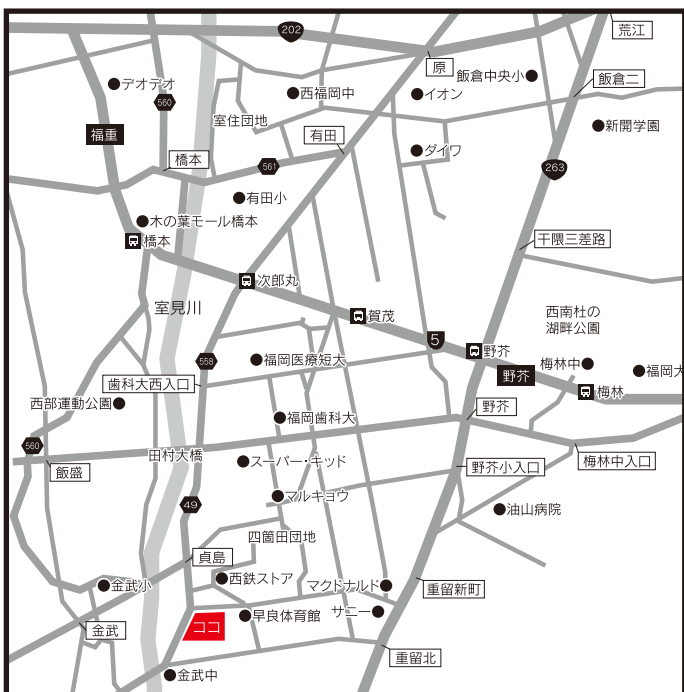 荒江
202
原
飯倉中央小
飯倉二
デオデオ
560
西福岡中
イオン
室住団地
福重
有田
新開学園
橋本
561
ダイワ
263
有田小
木の葉モール橋本
橋本
干隈三差路
次郎丸
室見川
賀茂
西南杜の
湖畔公園
5
野芥
558
福岡医療短大
梅林中
福岡大
野芥
梅林
歯科大西入口
西部運動公園
野芥
福岡歯科大
560
田村大橋
飯盛
スーパー・キッド
野芥小入口
梅林中入口
49
マルキョウ
油山病院
四箇田団地
貞島
西鉄ストア
金武小
マクドナルド
重留新町
早良体育館
サニー
ココ
金武
重留北
金武中